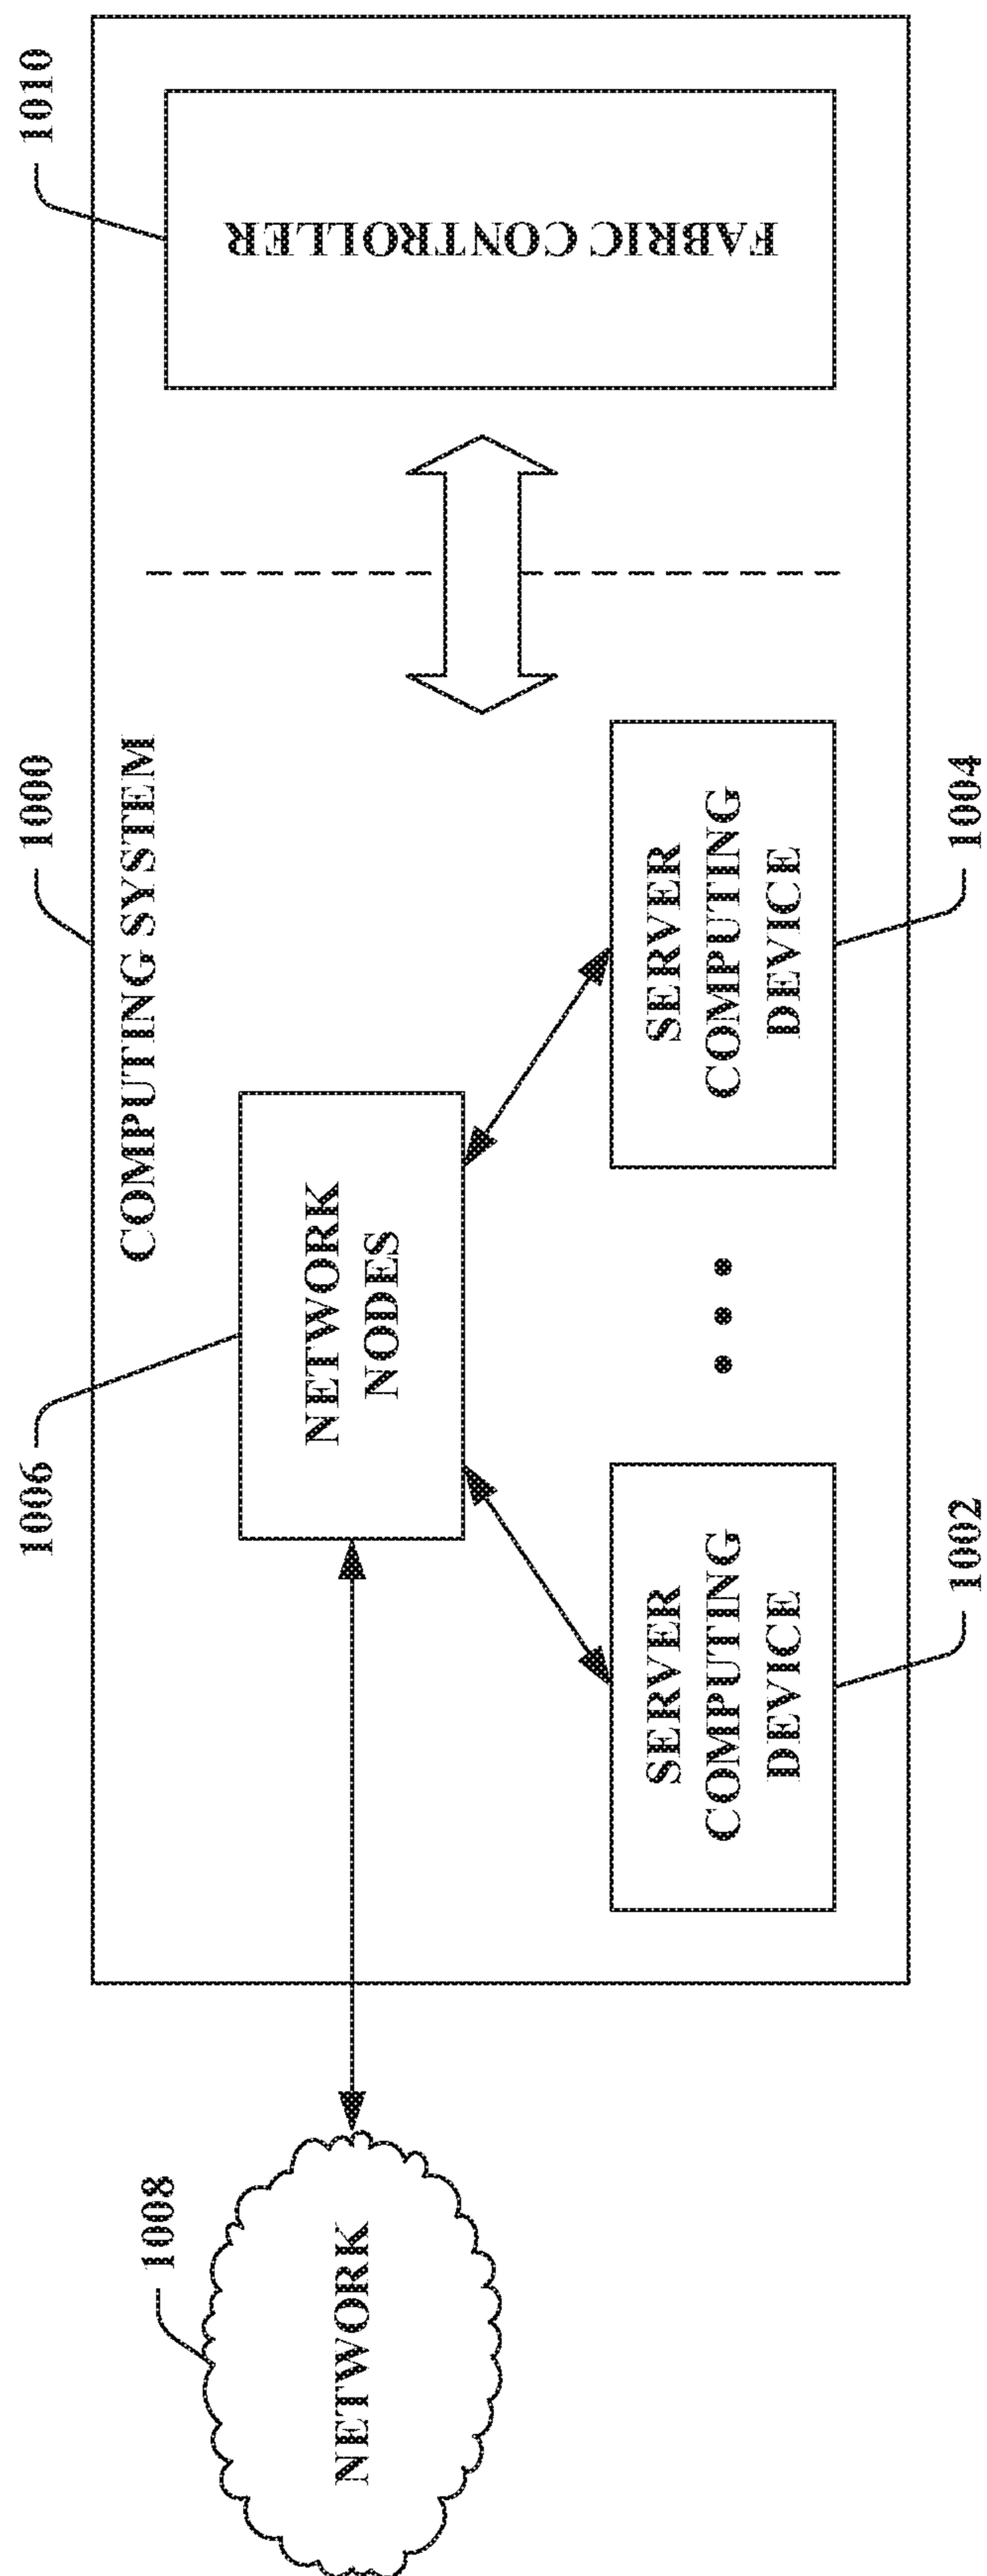 1000
COMPUTING SYSTEM
1006
NETWORK
NODES
1010
FABRIC CONTROLLER
1008
NETWORK
SERVER
COMPUTING
DEVICE
1002
SERVER
COMPUTING
DEVICE
1004